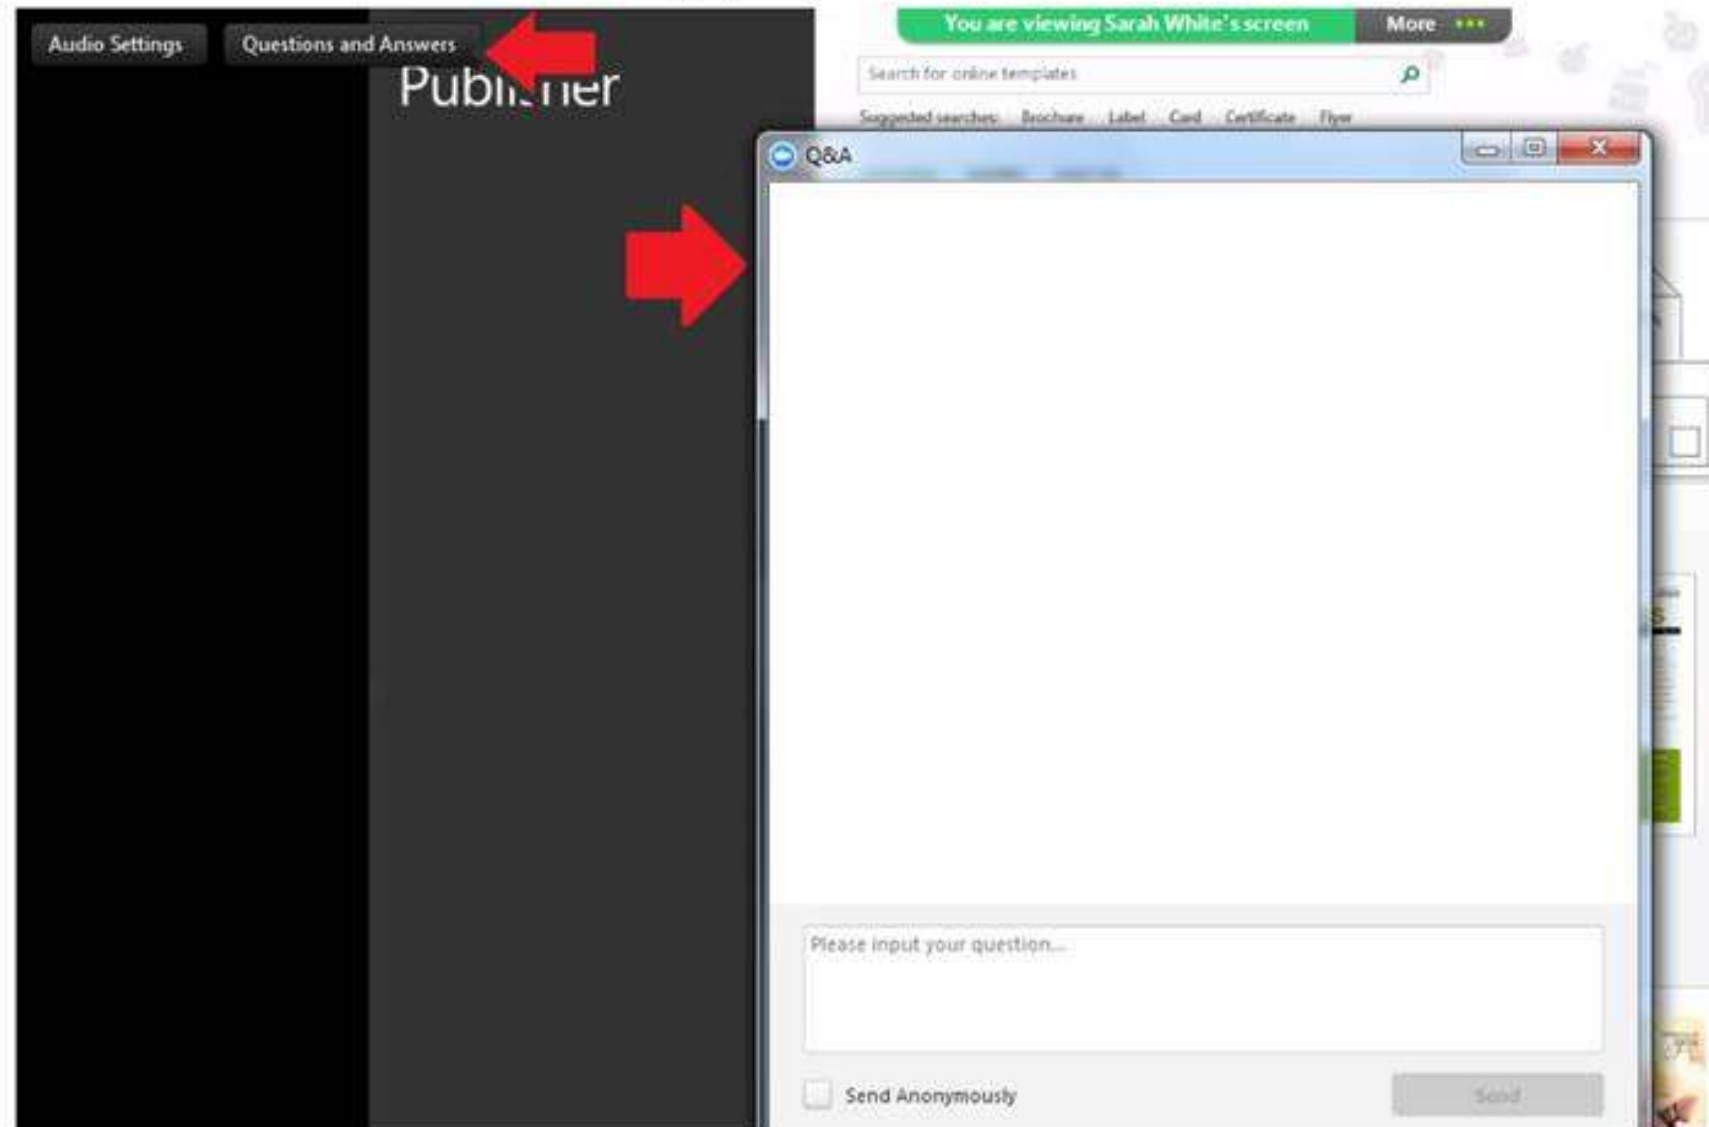 Audio Settings
Questions and Answers
You are viewing Sarah White's screen
More
Publisher
Search for online templates
Suggested searches: Brochure Label Card Certificate Flyer
Q&A
Please input your question...
Send Anonymously
Send